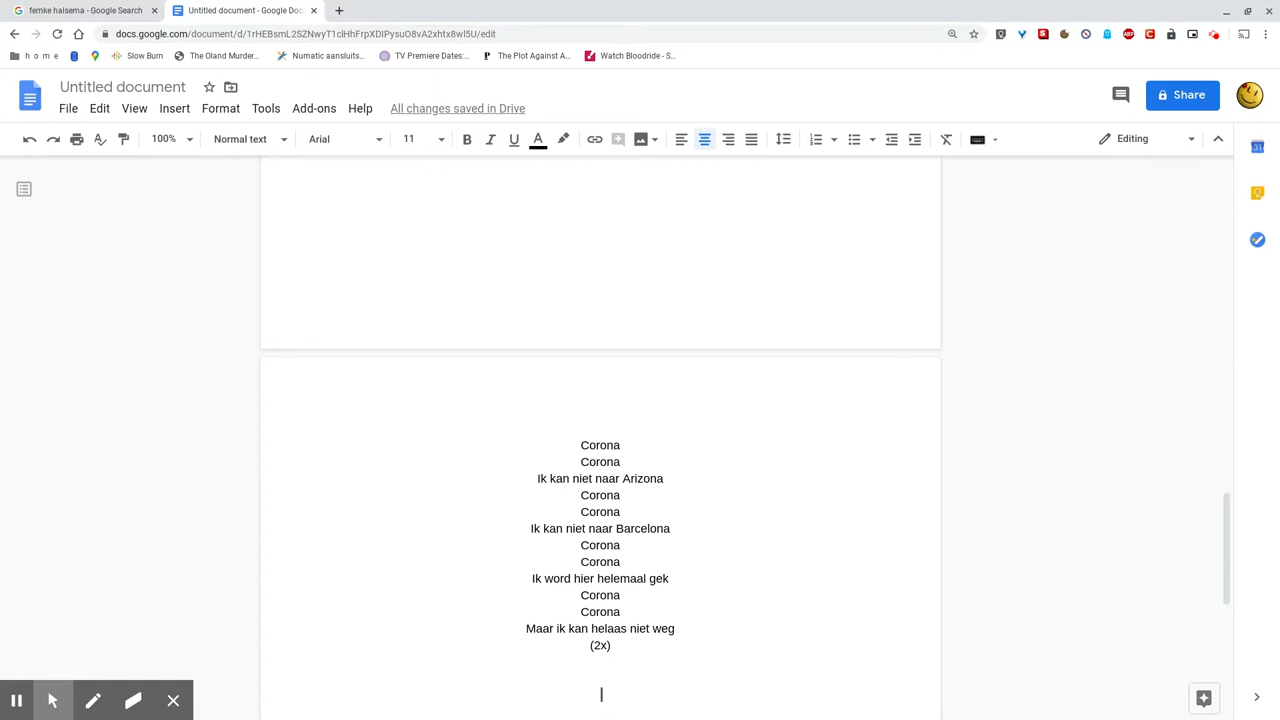 femke halsema - Google Search
Untitled document - Google Doc
docs.google.com/document/d/1rHEBsmL2SZNwyT1clHhFrpXDIPysuO8vA2xhtx8wl5U/edit
h o m e
Slow Burn
The Oland Murder...
Numatic aansluits...
TV Premiere Dates:...
The Plot Against A...
Watch Bloodride - S...
Untitled document
File Edit View Insert Format Tools Add-ons Help All changes saved in Drive
Share
100% Normal text Arial 11 B I U A Editing
Corona
Corona
Ik kan niet naar Arizona
Corona
Corona
Ik kan niet naar Barcelona
Corona
Corona
Ik word hier helemaal gek
Corona
Corona
Maar ik kan helaas niet weg
(2x)